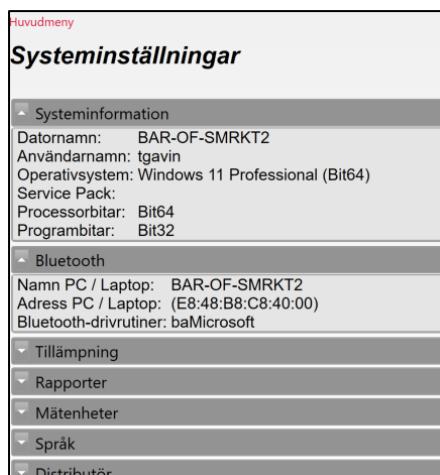 Huvudmeny
Systeminställningar
Systeminformation
Datornamn: BAR-OF-SMRKT2
Användarnamn: tgavin
Operativsystem: Windows 11 Professional (Bit64)
Service Pack:
Processorbitar: Bit64
Programbitar: Bit32
Bluetooth
Namn PC / Laptop: BAR-OF-SMRKT2
Adress PC / Laptop: (E8:48:B8:C8:40:00)
Bluetooth-drivrutiner: baMicrosoft
Tillämpning
Rapporter
Mätenheter
Språk
Distributör